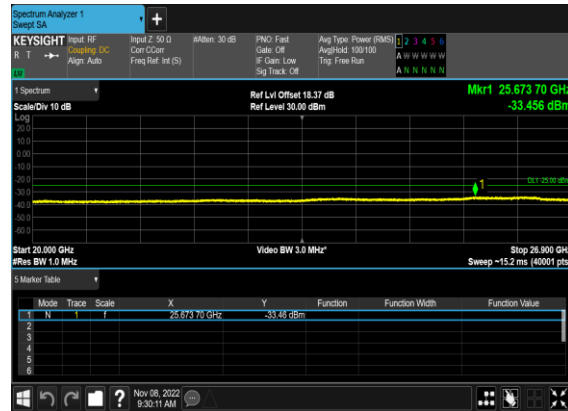 Spectrum Analyzer 1
Swept SA
+
KEYSIGHT Input: RF Input Z: 50 Ω #Atten: 30 dB PNO: Fast Avg Type: Power (RMS) 1 2 3 4 5 6
R T Coupling: DC Corr CCorr Gate: Off Avg|Hold: 100/100 A W W W W W
Align: Auto Freq Ref: Int (S) IF Gain: Low Trig: Free Run
LXI Sig Track: Off A N N N N N
1 Spectrum Ref Lvl Offset 18.37 dB Mkr1 25.673 70 GHz
Scale/Div 10 dB Ref Level 30.00 dBm -33.456 dBm
Log
20.0
10.0
0.00
-10.0
-20.0
1 DL1 -25.00 dBm
-30.0
-40.0
-50.0
-60.0
Start 20.000 GHz Video BW 3.0 MHz* Stop 26.900 GHz
#Res BW 1.0 MHz Sweep ~15.2 ms (40001 pts)
5 Marker Table
Mode Trace Scale X Y Function Function Width Function Value
1 N 1 f 25.673 70 GHz -33.46 dBm
2
3
4
5
6
? Nov 08, 2022
9:30:11 AM